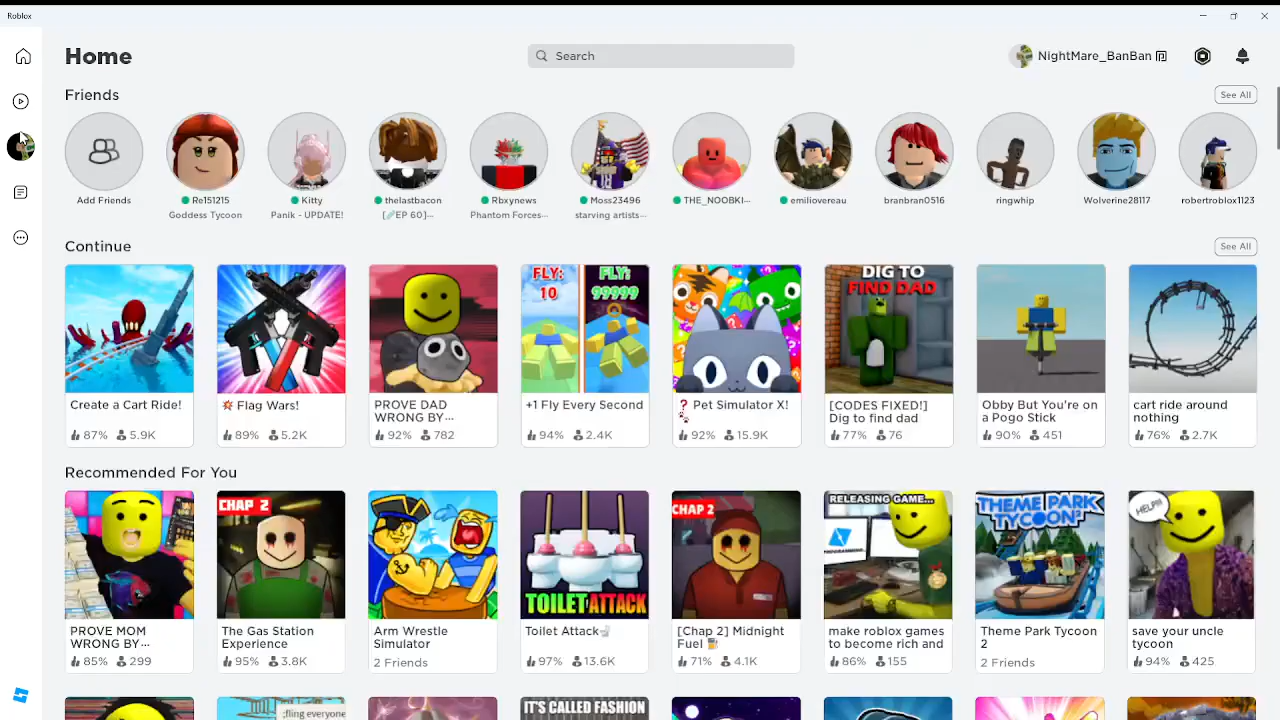 Roblox
Home
Search
NightMare_BanBan
Friends
See All
Add Friends
Re151215
Goddess Tycoon
Kitty
Panik - UPDATE!
thelastbacon
[EP 60]...
Rbxynews
Phantom Forces...
Moss23496
starving artists...
THE_NOOBKI...
emiliovereau
branbran0516
ringwhip
Wolverine28117
robertroblox1123
Continue
See All
FLY:
10
FLY:
99999
DIG TO
FIND DAD
Create a Cart Ride!
87% 5.9K
Flag Wars!
89% 5.2K
PROVE DAD
WRONG BY...
92% 782
+1 Fly Every Second
94% 2.4K
Pet Simulator X!
92% 15.9K
[CODES FIXED!]
Dig to find dad
77% 76
Obby But You're on
a Pogo Stick
90% 451
cart ride around
nothing
76% 2.7K
Recommended For You
CHAP 2
TOILET ATTACK
CHAP 2
RELEASING GAME...
THEME PARK
TYCOON 2
HELP!!
PROVE MOM
WRONG BY...
85% 299
The Gas Station
Experience
95% 3.8K
Arm Wrestle
Simulator
2 Friends
Toilet Attack
97% 13.6K
[Chap 2] Midnight
Fuel
71% 4.1K
make roblox games
to become rich and
86% 155
Theme Park Tycoon
2
2 Friends
save your uncle
tycoon
94% 425
;fling everyone
IT'S CALLED FASHION